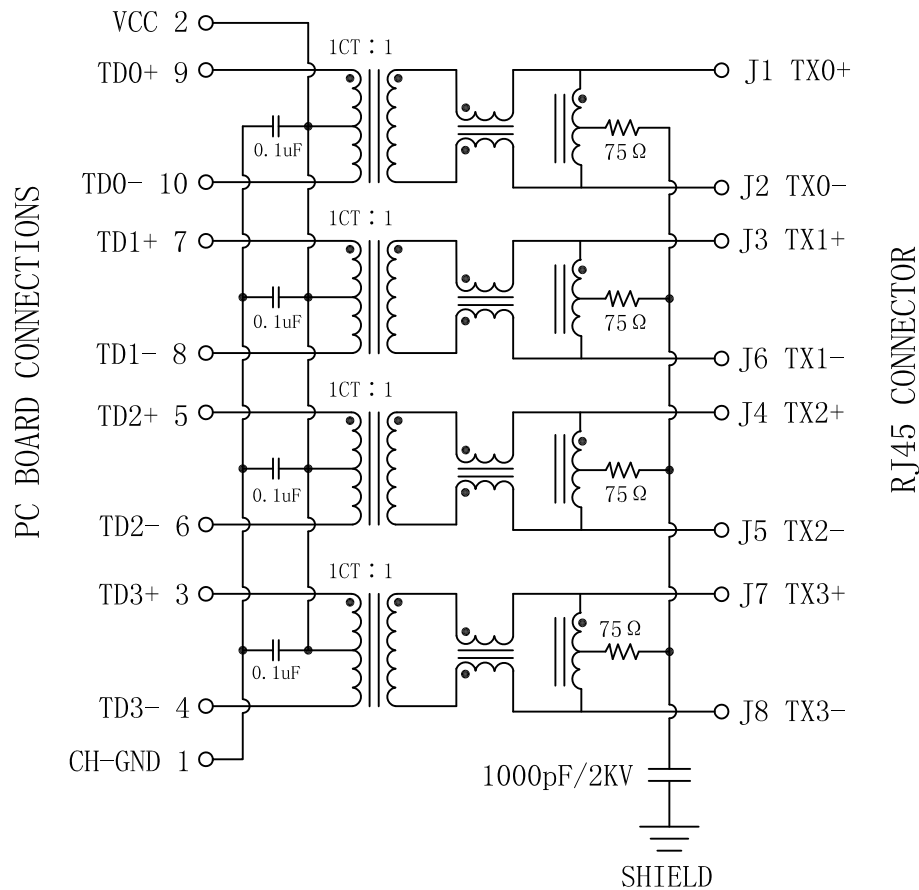 VCC 2
1CT:1
TD0+ 9
J1 TX0+
0.1uF
75Ω
TD0- 10
J2 TX0-
1CT:1
TD1+ 7
J3 TX1+
0.1uF
75Ω
TD1- 8
J6 TX1-
1CT:1
TD2+ 5
J4 TX2+
0.1uF
75Ω
TD2- 6
J5 TX2-
1CT:1
TD3+ 3
J7 TX3+
75Ω
0.1uF
TD3- 4
J8 TX3-
CH-GND 1
1000pF/2KV
SHIELD
PC BOARD CONNECTIONS
RJ45 CONNECTOR